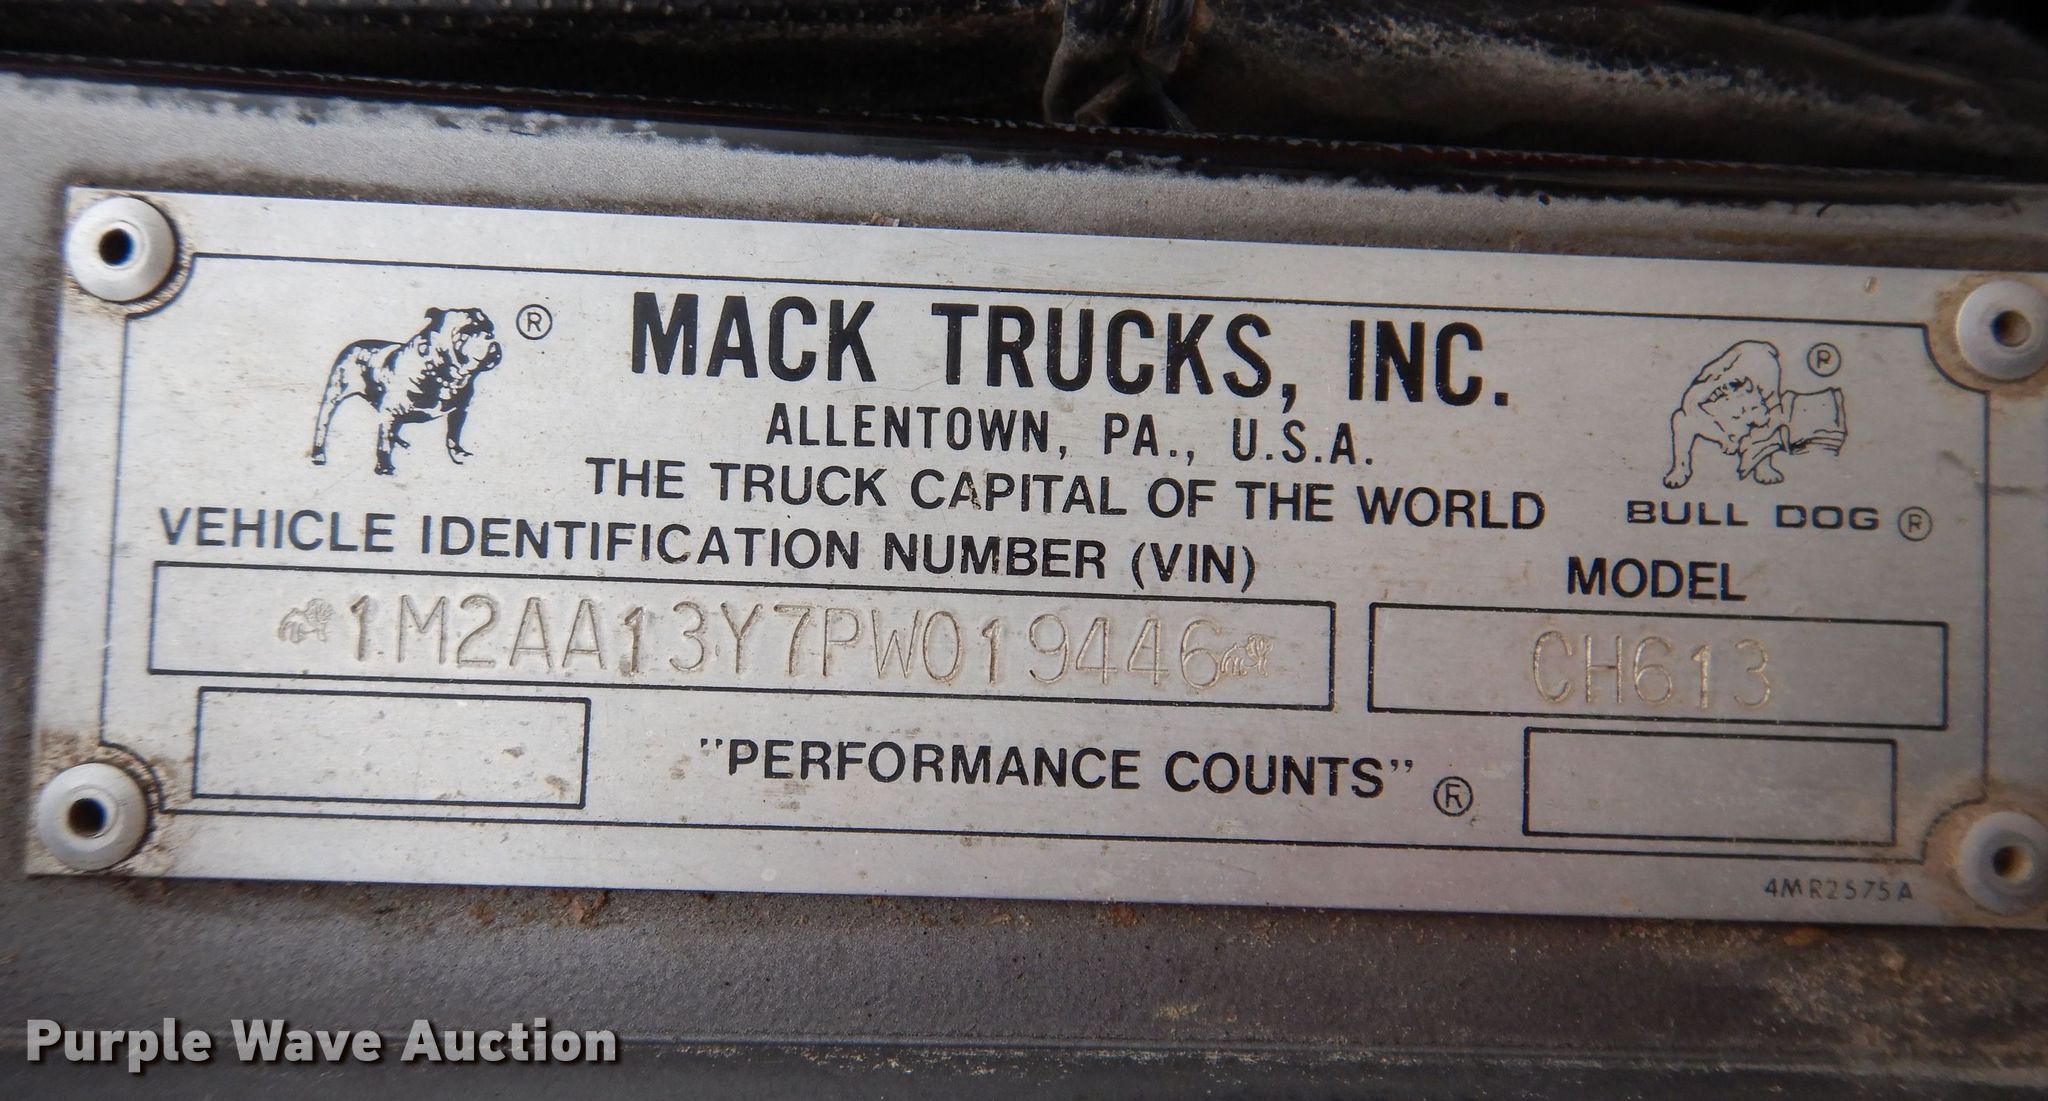 ®
MACK TRUCKS, INC.
®
ALLENTOWN, PA., U.S.A.
THE TRUCK CAPITAL OF THE WORLD
BULL DOG ®
VEHICLE IDENTIFICATION NUMBER (VIN)
MODEL
1M2AA13Y7PW019446
CH613
"PERFORMANCE COUNTS" ®
4MR2575A
Purple Wave Auction